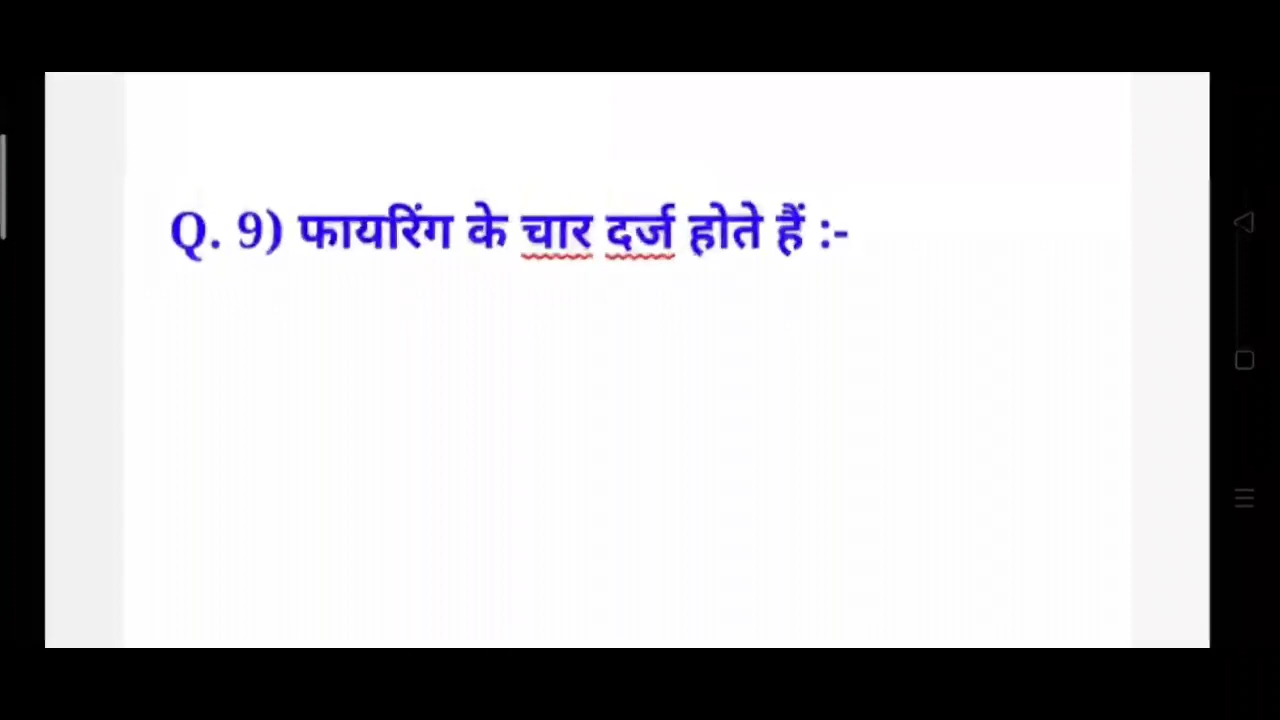 Q. 9) फायरिंग के चार दर्ज होते हैं :-